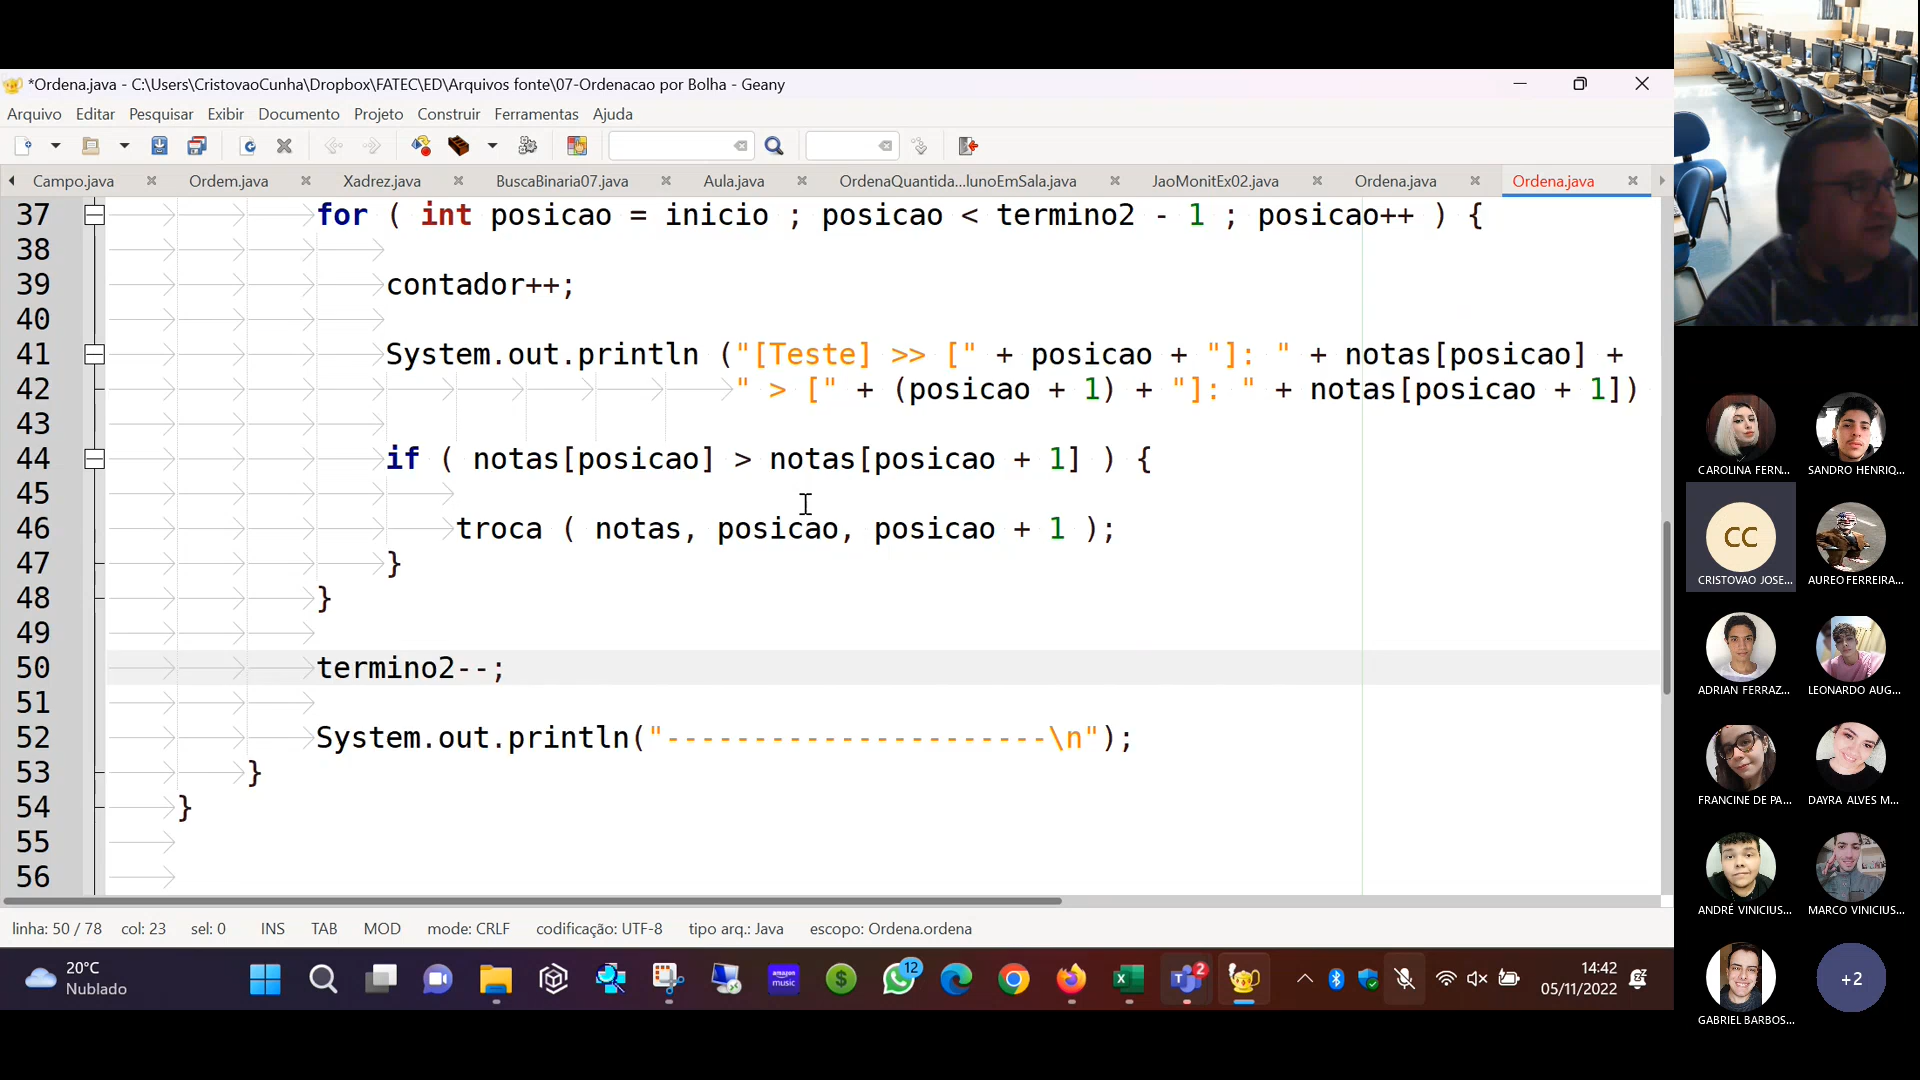 *Ordena.java - C:\Users\CristovaoCunha\Dropbox\FATEC\ED\Arquivos fonte\07-Ordenacao por Bolha - Geany
Arquivo Editar Pesquisar Exibir Documento Projeto Construir Ferramentas Ajuda
Campo.java Ordem.java Xadrez.java BuscaBinaria07.java Aula.java OrdenaQuantida...lunoEmSala.java JaoMonitEx02.java Ordena.java Ordena.java
37 for ( int posicao = inicio ; posicao < termino2 - 1 ; posicao++ ) {
38
39 contador++;
40
41 System.out.println ("[Teste] >> [" + posicao + "]: " + notas[posicao] +
42 " > [" + (posicao + 1) + "]: " + notas[posicao + 1])
43
44 if ( notas[posicao] > notas[posicao + 1] ) {
45
46 troca ( notas, posicao, posicao + 1 );
47 }
48 }
49
50 termino2--;
51
52 System.out.println("----------------------\n");
53 }
54 }
55
56
linha: 50 / 78 col: 23 sel: 0 INS TAB MOD mode: CRLF codificação: UTF-8 tipo arq.: Java escopo: Ordena.ordena
20°C
Nublado
amazon music
12
2
14:42
05/11/2022
CAROLINA FERN...
SANDRO HENRIQ...
CC
CRISTOVAO JOSE...
AUREO FERREIRA...
ADRIAN FERRAZ...
LEONARDO AUG...
FRANCINE DE PA...
DAYRA ALVES M...
ANDRÉ VINICIUS...
MARCO VINICIUS...
GABRIEL BARBOS...
+2